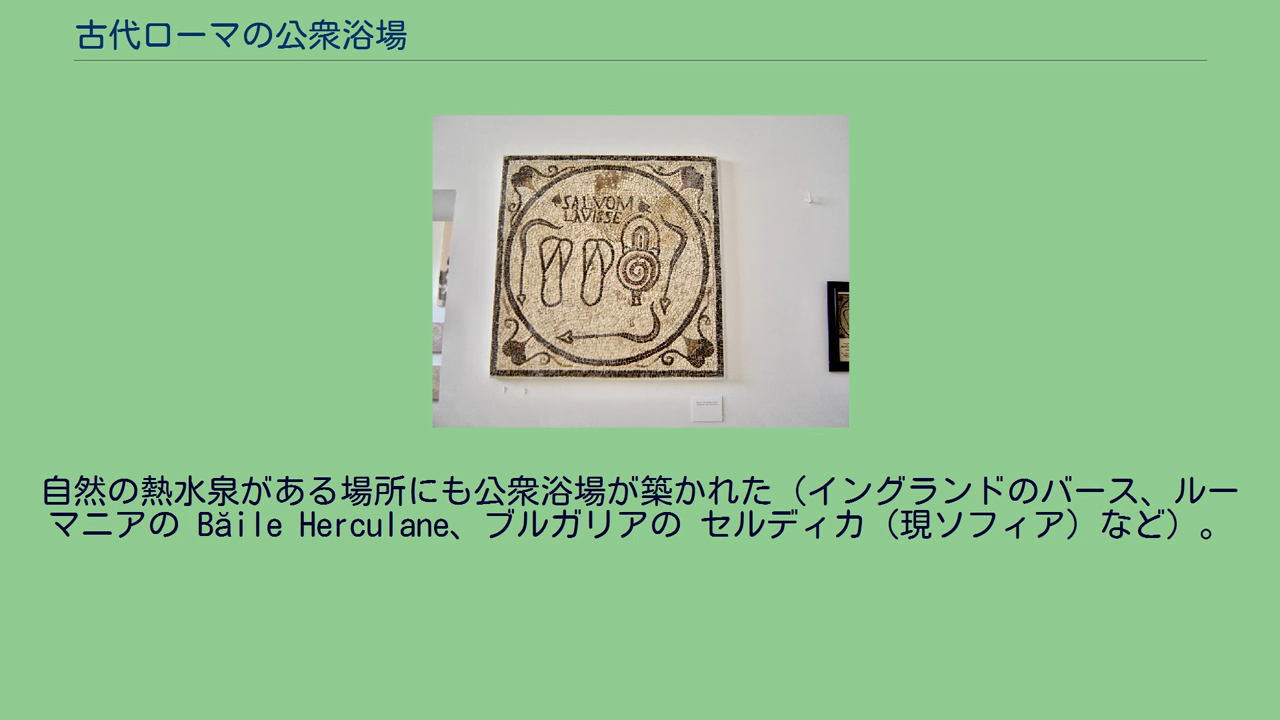 古代ローマの公衆浴場
SALVOM
LAVISSE
自然の熱水泉がある場所にも公衆浴場が築かれた（イングランドのバース、ルー
マニアの Băile Herculane、ブルガリアの セルディカ（現ソフィア）など）。